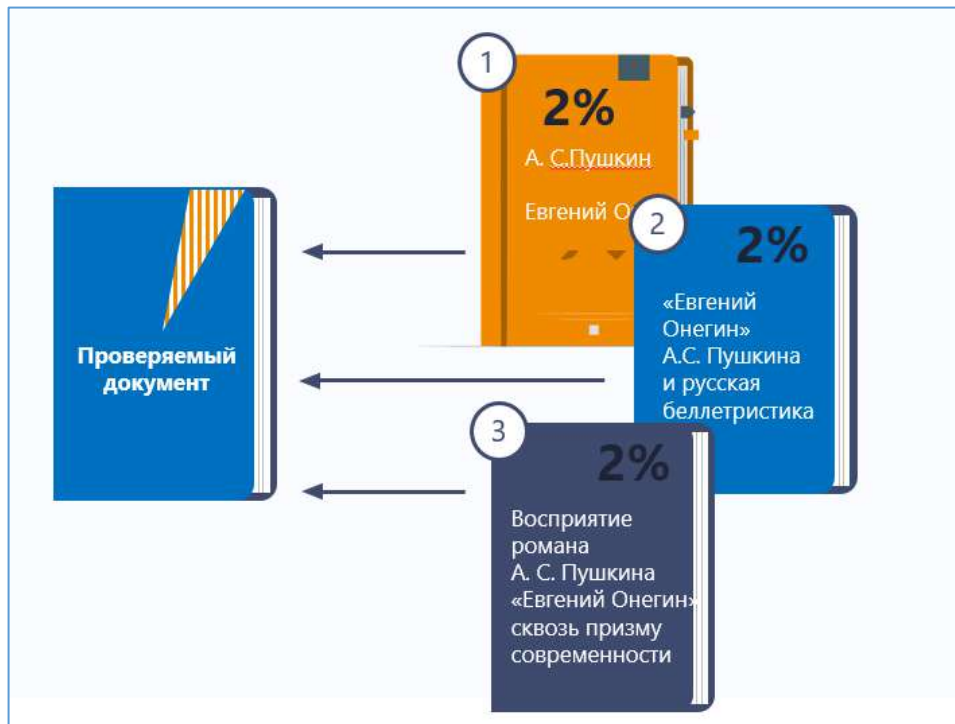 1
2%
А. С.Пушкин
Евгений О
2
2%
«Евгений
Онегин»
А.С. Пушкина
и русская
беллетристика
Проверяемый
документ
3
2%
Восприятие
романа
А. С. Пушкина
«Евгений Онегин»
сквозь призму
современности